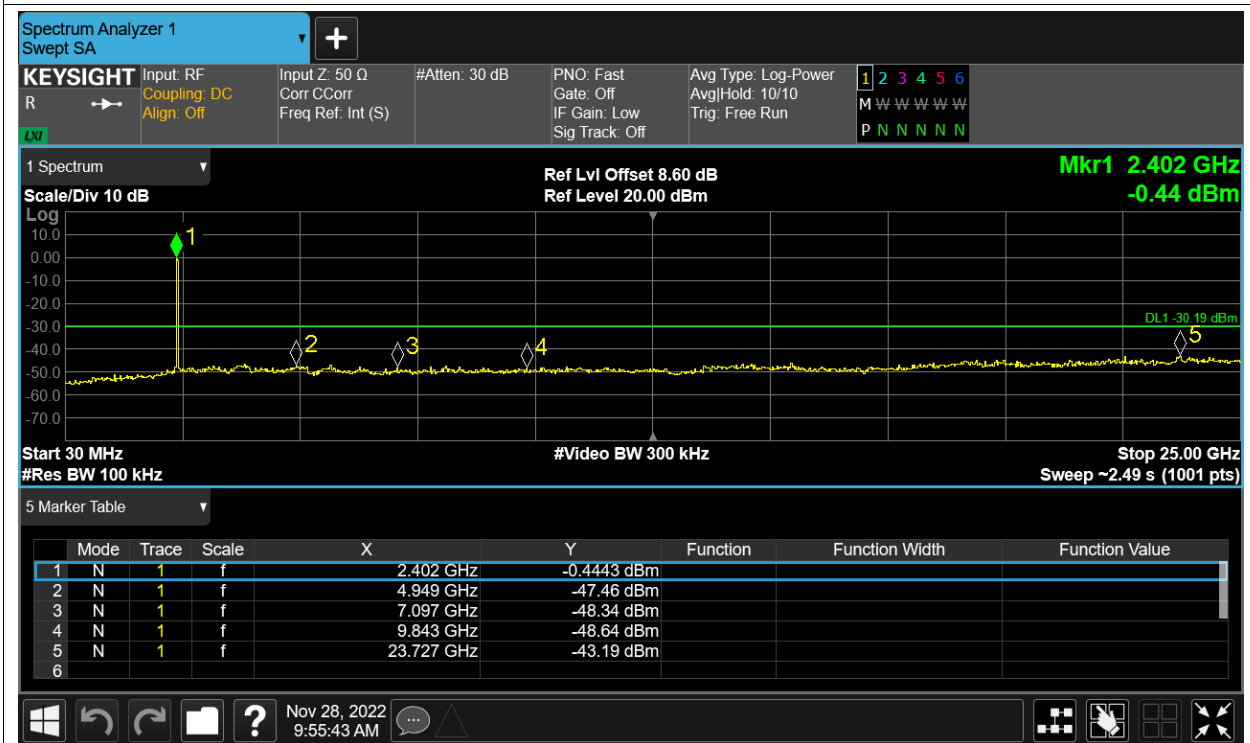 Spectrum Analyzer 1
Swept SA
KEYSIGHT
R
LXI
Input: RF
Coupling: DC
Align: Off
Input Z: 50 Ω
Corr CCorr
Freq Ref: Int (S)
#Atten: 30 dB
PNO: Fast
Gate: Off
IF Gain: Low
Sig Track: Off
Avg Type: Log-Power
Avg|Hold: 10/10
Trig: Free Run
1 2 3 4 5 6
M W W W W W
P N N N N N
1 Spectrum
Scale/Div 10 dB
Ref Lvl Offset 8.60 dB
Ref Level 20.00 dBm
Mkr1 2.402 GHz
-0.44 dBm
Log
10.0
0.00
-10.0
-20.0
-30.0
-40.0
-50.0
-60.0
-70.0
1
2
3
4
5
DL1 -30.19 dBm
Start 30 MHz
#Res BW 100 kHz
#Video BW 300 kHz
Stop 25.00 GHz
Sweep ~2.49 s (1001 pts)
5 Marker Table
Mode Trace Scale X Y Function Function Width Function Value
1 N 1 f 2.402 GHz -0.4443 dBm
2 N 1 f 4.949 GHz -47.46 dBm
3 N 1 f 7.097 GHz -48.34 dBm
4 N 1 f 9.843 GHz -48.64 dBm
5 N 1 f 23.727 GHz -43.19 dBm
6
?
Nov 28, 2022
9:55:43 AM